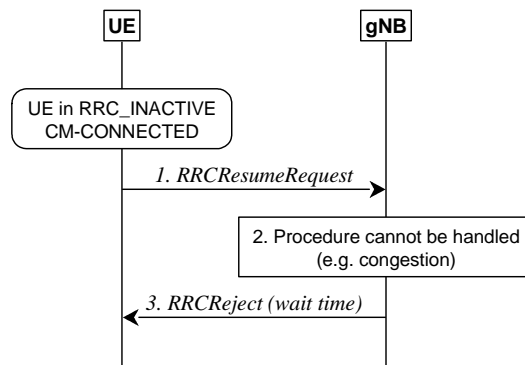 UE
gNB
UE in RRC_INACTIVE
CM-CONNECTED
1. RRCResumeRequest
2. Procedure cannot be handled
(e.g. congestion)
3. RRCReject (wait time)